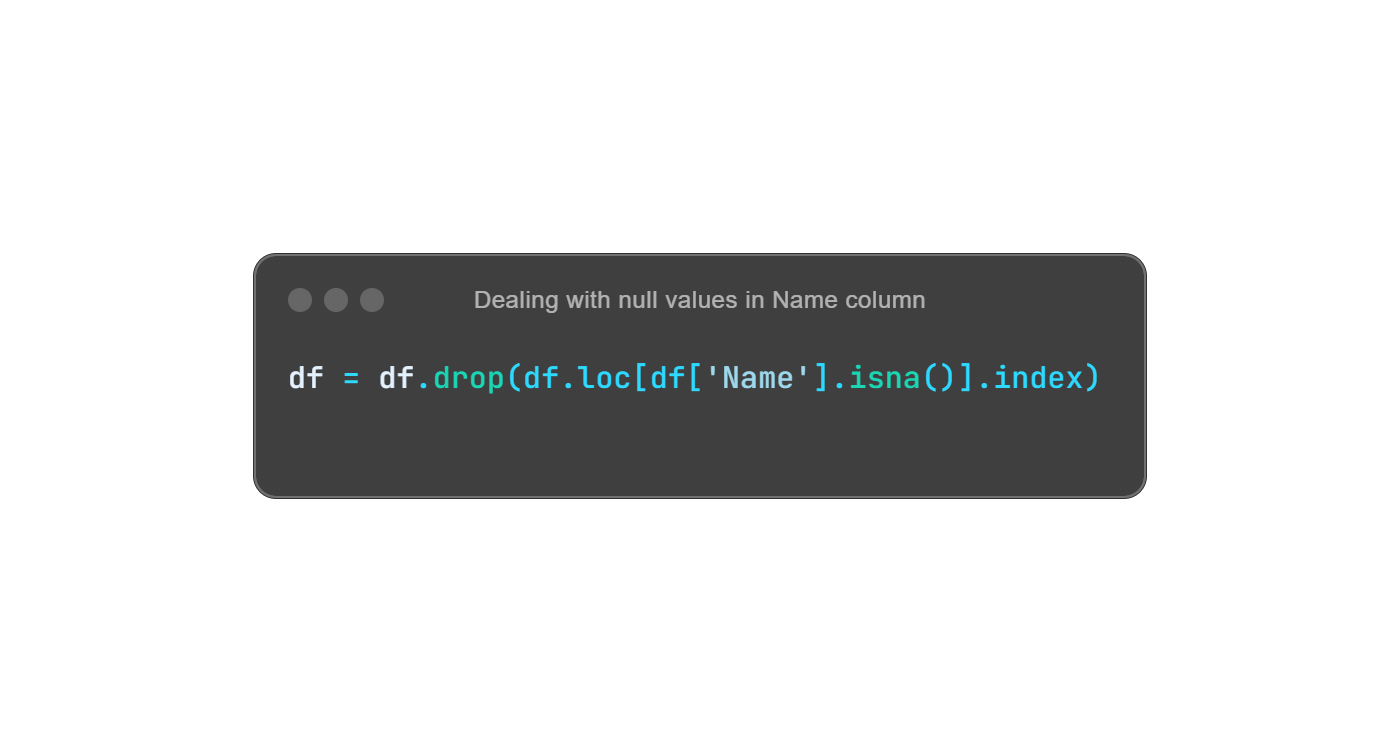 Dealing with null values in Name column
df = df.drop(df.loc[df['Name'].isna()].index)